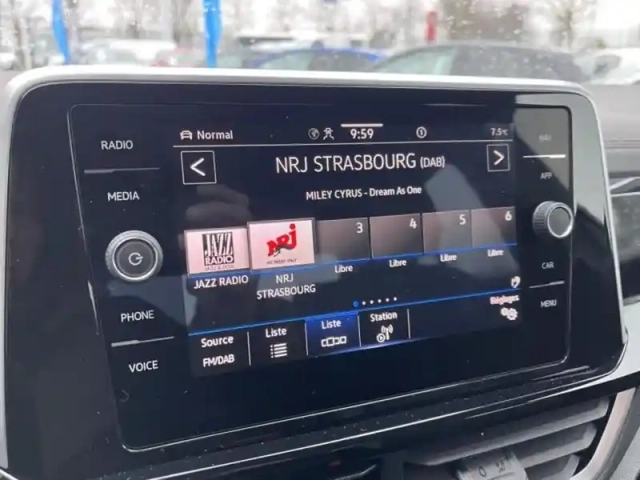 RADIO
MEDIA
PHONE
VOICE
Normal
9:59
7.5°C
NRJ STRASBOURG (DAB)
MILEY CYRUS - Dream As One
JAZZ
RADIO
nRJ
3
4
5
6
JAZZ RADIO
NRJ
STRASBOURG
Libre
Libre
Libre
Libre
Réglages
Source
FM/DAB
Liste
Liste
Station
NAV
APP
CAR
MENU